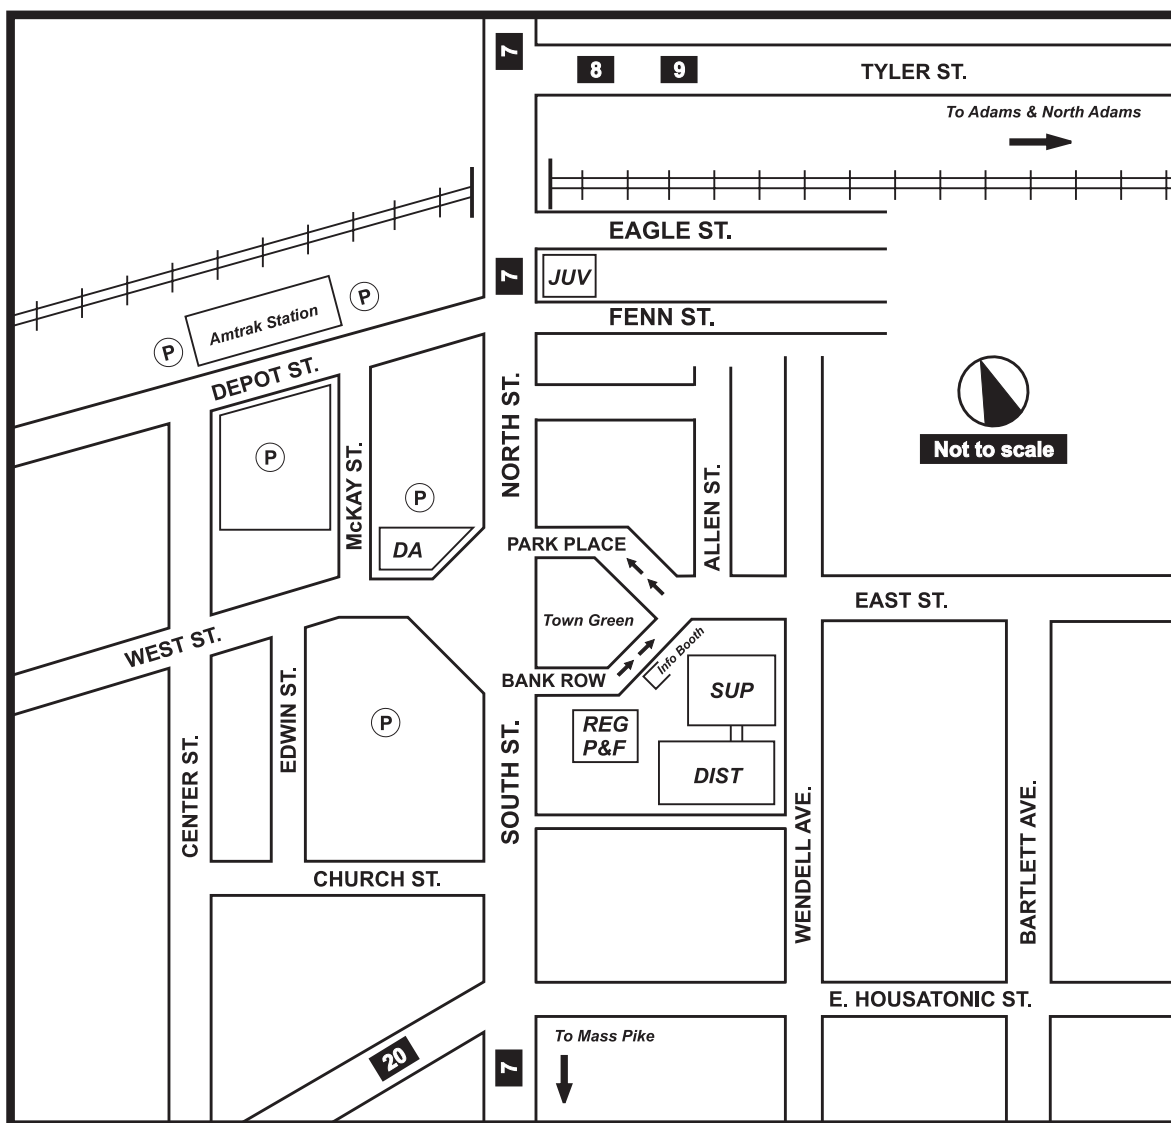 7
8
9
TYLER ST.
To Adams & North Adams
EAGLE ST.
7
JUV
P
Amtrak Station
FENN ST.
P
DEPOT ST.
NORTH ST.
Not to scale
P
McKAY ST.
P
ALLEN ST.
DA
PARK PLACE
EAST ST.
Town Green
WEST ST.
Info Booth
BANK ROW
EDWIN ST.
SUP
P
REG
P&F
SOUTH ST.
DIST
CENTER ST.
WENDELL AVE.
BARTLETT AVE.
CHURCH ST.
E. HOUSATONIC ST.
To Mass Pike
20
7